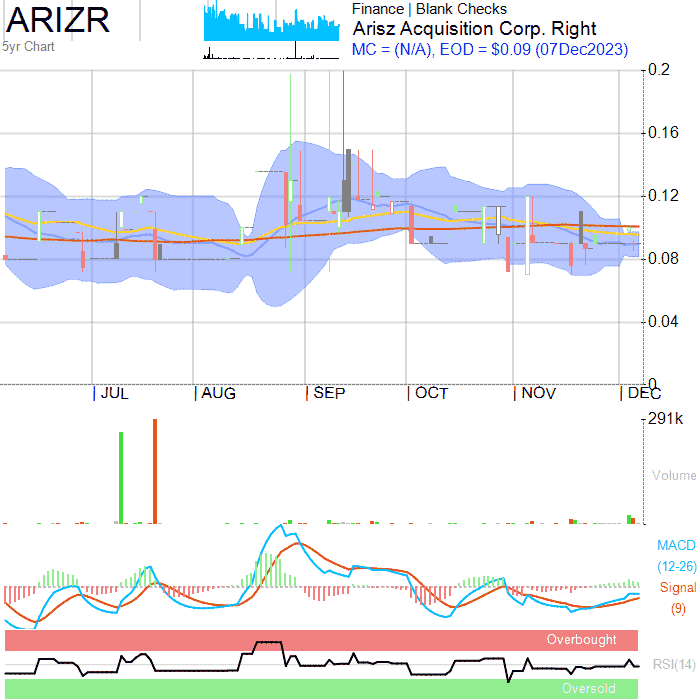 ARIZR
5yr Chart
Finance | Blank Checks
Arisz Acquisition Corp. Right
MC = (N/A), EOD = $0.09 (07Dec2023)
0.2
0.16
0.12
0.08
0.04
0
JUL AUG SEP OCT NOV DEC
291k
Volume
MACD
(12-26)
Signal
(9)
Overbought
RSI(14)
Oversold